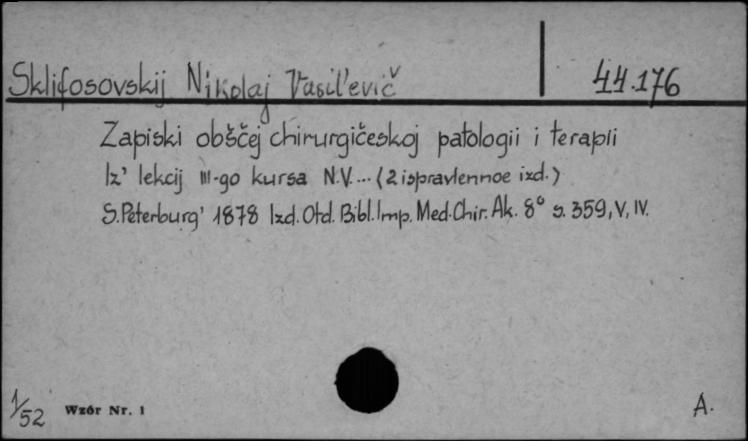 Sklifosovskij Nikolaj Vasil'evič 44.176
Zapiski obščej chirurgičeskoj patologii i terapii
Iz' lekcij III-go kursa N.V... (2 ispravlennoe izd.)
S.Peterburg' 1878 Izd. Otd. Bibl. Imp. Med. Chir. Ak. 8° s. 359, V, IV.
1/52 Wzór Nr. 1 A.